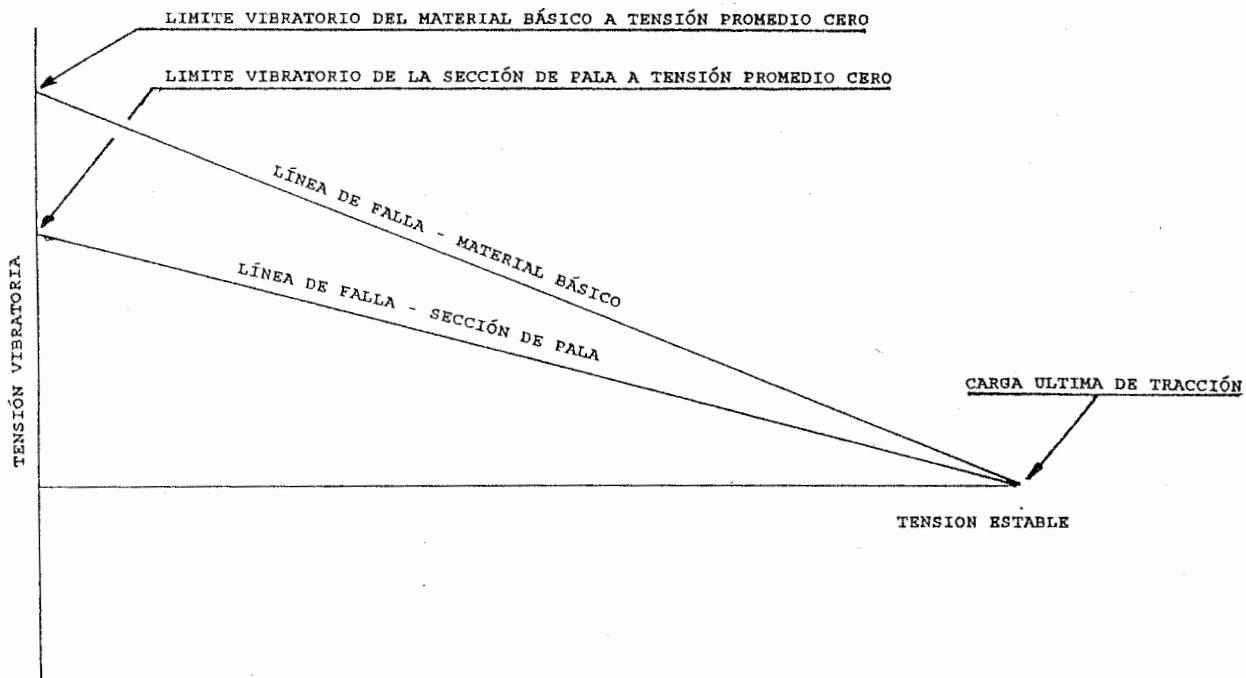 LIMITE VIBRATORIO DEL MATERIAL BÁSICO A TENSIÓN PROMEDIO CERO
LIMITE VIBRATORIO DE LA SECCIÓN DE PALA A TENSIÓN PROMEDIO CERO
LÍNEA DE FALLA - MATERIAL BÁSICO
LÍNEA DE FALLA - SECCIÓN DE PALA
TENSIÓN VIBRATORIA
CARGA ULTIMA DE TRACCIÓN
TENSION ESTABLE